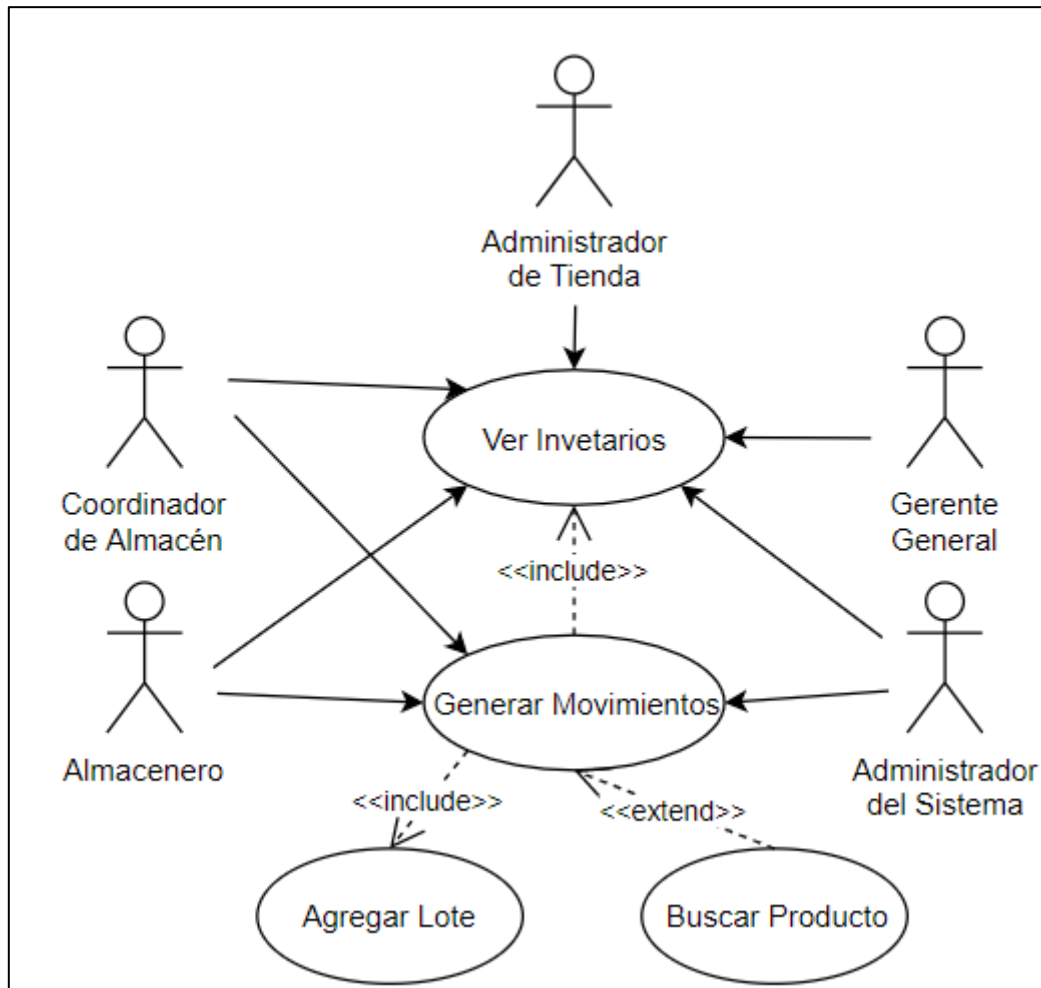 Administrador
de Tienda
Ver Invetarios
Coordinador
de Almacén
Gerente
General
<<include>>
Generar Movimientos
Almacenero
Administrador
del Sistema
<<include>>
<<extend>>
Agregar Lote
Buscar Producto